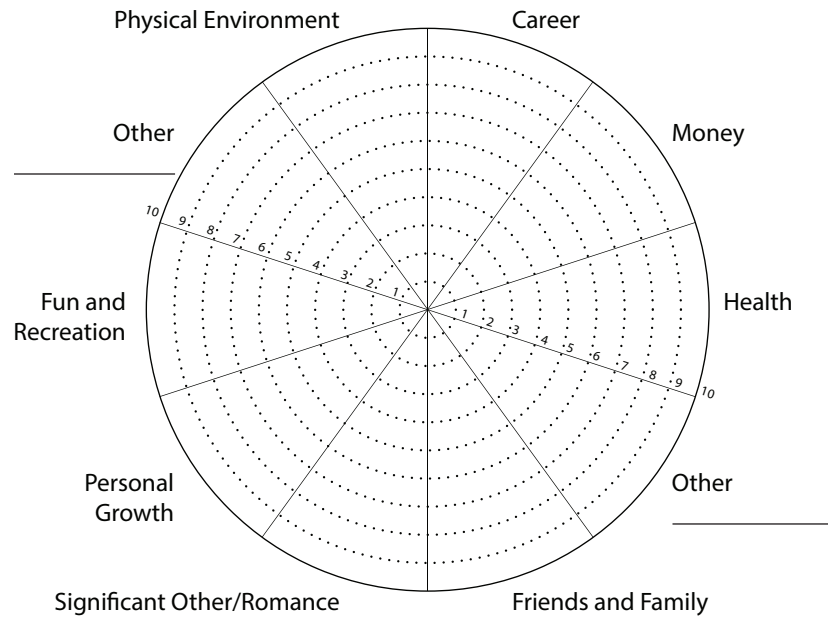 Physical Environment
Career
Other
Money
10 9 8 7 6 5 4 3 2 1
Fun and
Recreation
Health
1 2 3 4 5 6 7 8 9 10
Personal
Growth
Other
Significant Other/Romance
Friends and Family